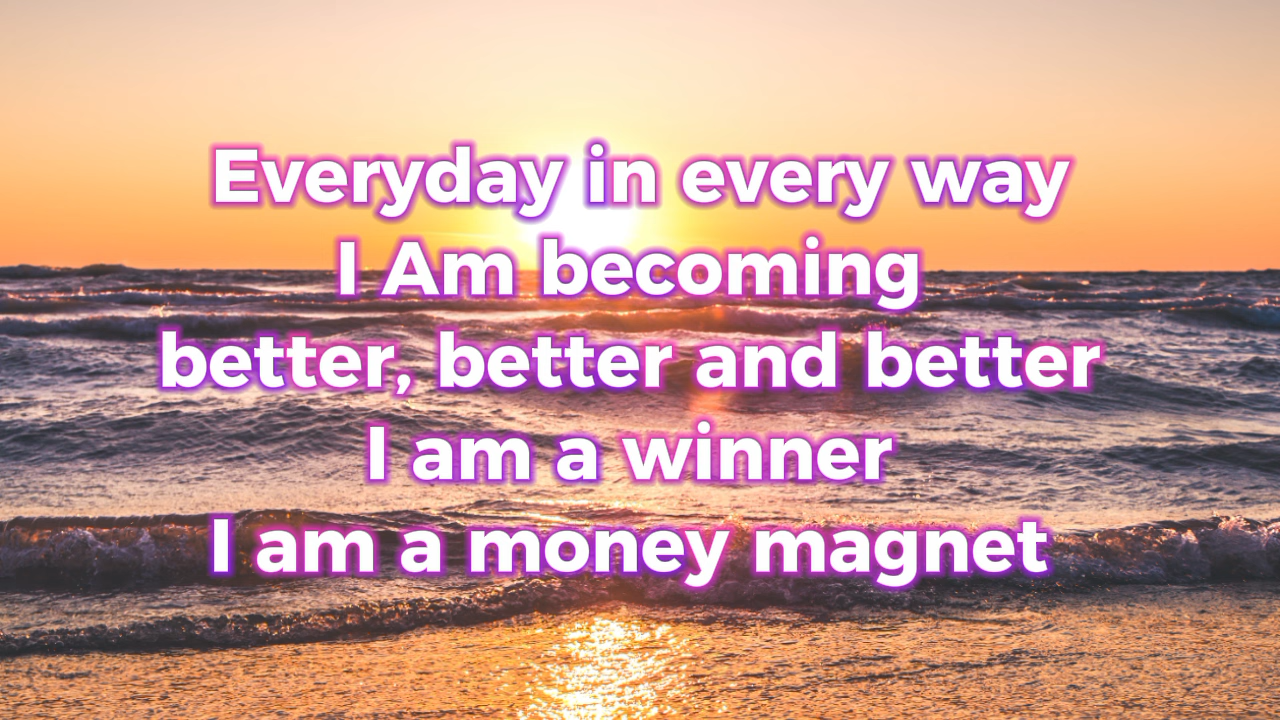 Everyday in every way
I Am becoming
better, better and better
I am a winner
I am a money magnet